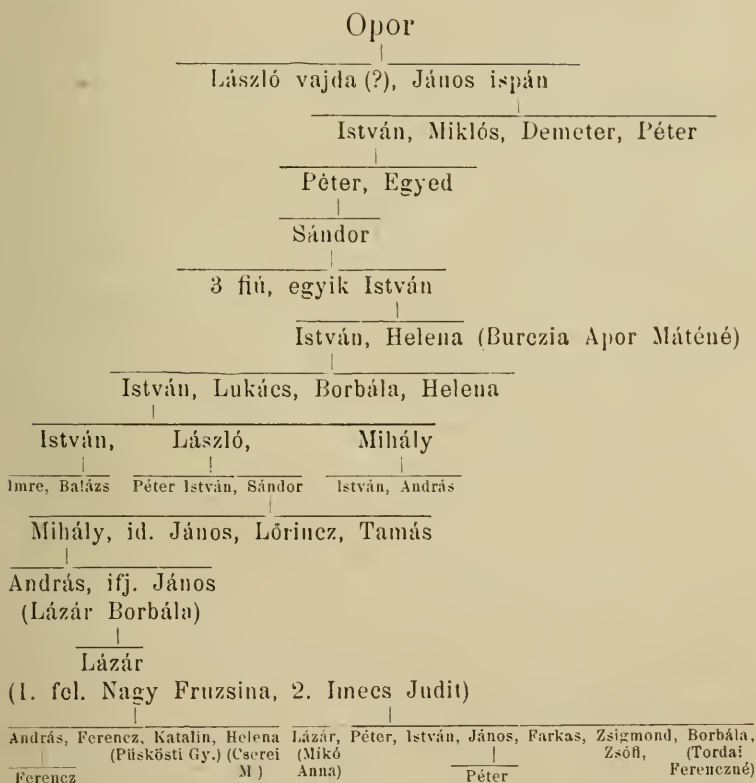 Opor
László vajda (?), János ispán
István, Miklós, Demeter, Péter
Péter, Egyed
Sándor
3 fiú, egyik István
István, Helena (Burczia Apor Máténé)
István, Lukács, Borbála, Helena
István, László, Mihály
Imre, Balázs Péter István, Sándor István, András
Mihály, id. János, Lőrincz, Tamás
András, ifj. János
(Lázár Borbála)
Lázár
(1. fel. Nagy Fruzsina, 2. Imecs Judit)
András, Ferencz, Katalin, Helena Lázár, Péter, István, János, Farkas, Zsigmond, Borbála,
(Püskösti Gy.) (Cserei (Mikó Zsófi, (Tordai
M) Anna) Ferenczné)
Ferencz Péter